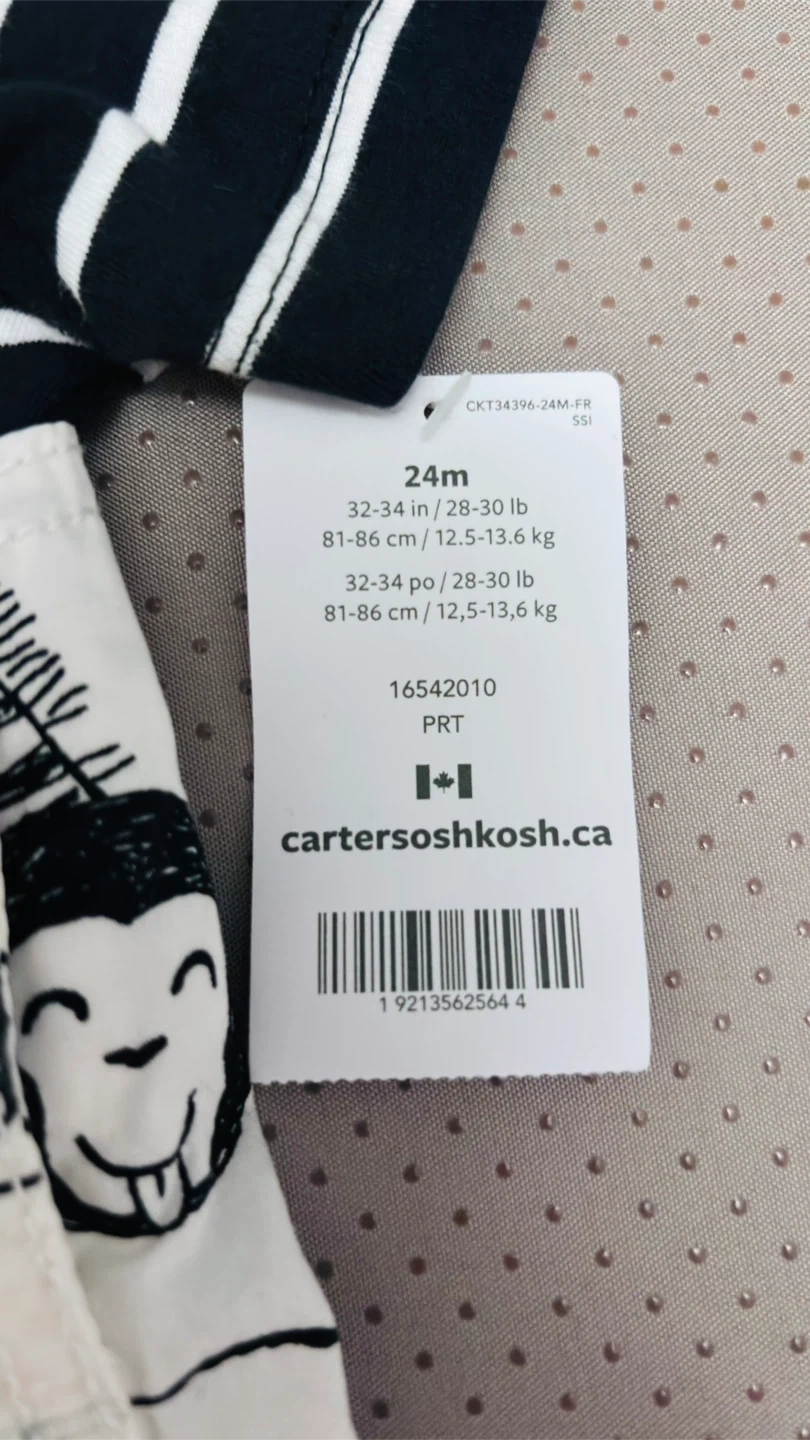 CKT34396-24M-FR
SSI
24m
32-34 in / 28-30 lb
81-86 cm / 12.5-13.6 kg
32-34 po / 28-30 lb
81-86 cm / 12,5-13,6 kg
16542010
PRT
cartersoshkosh.ca
1 9213562564 4